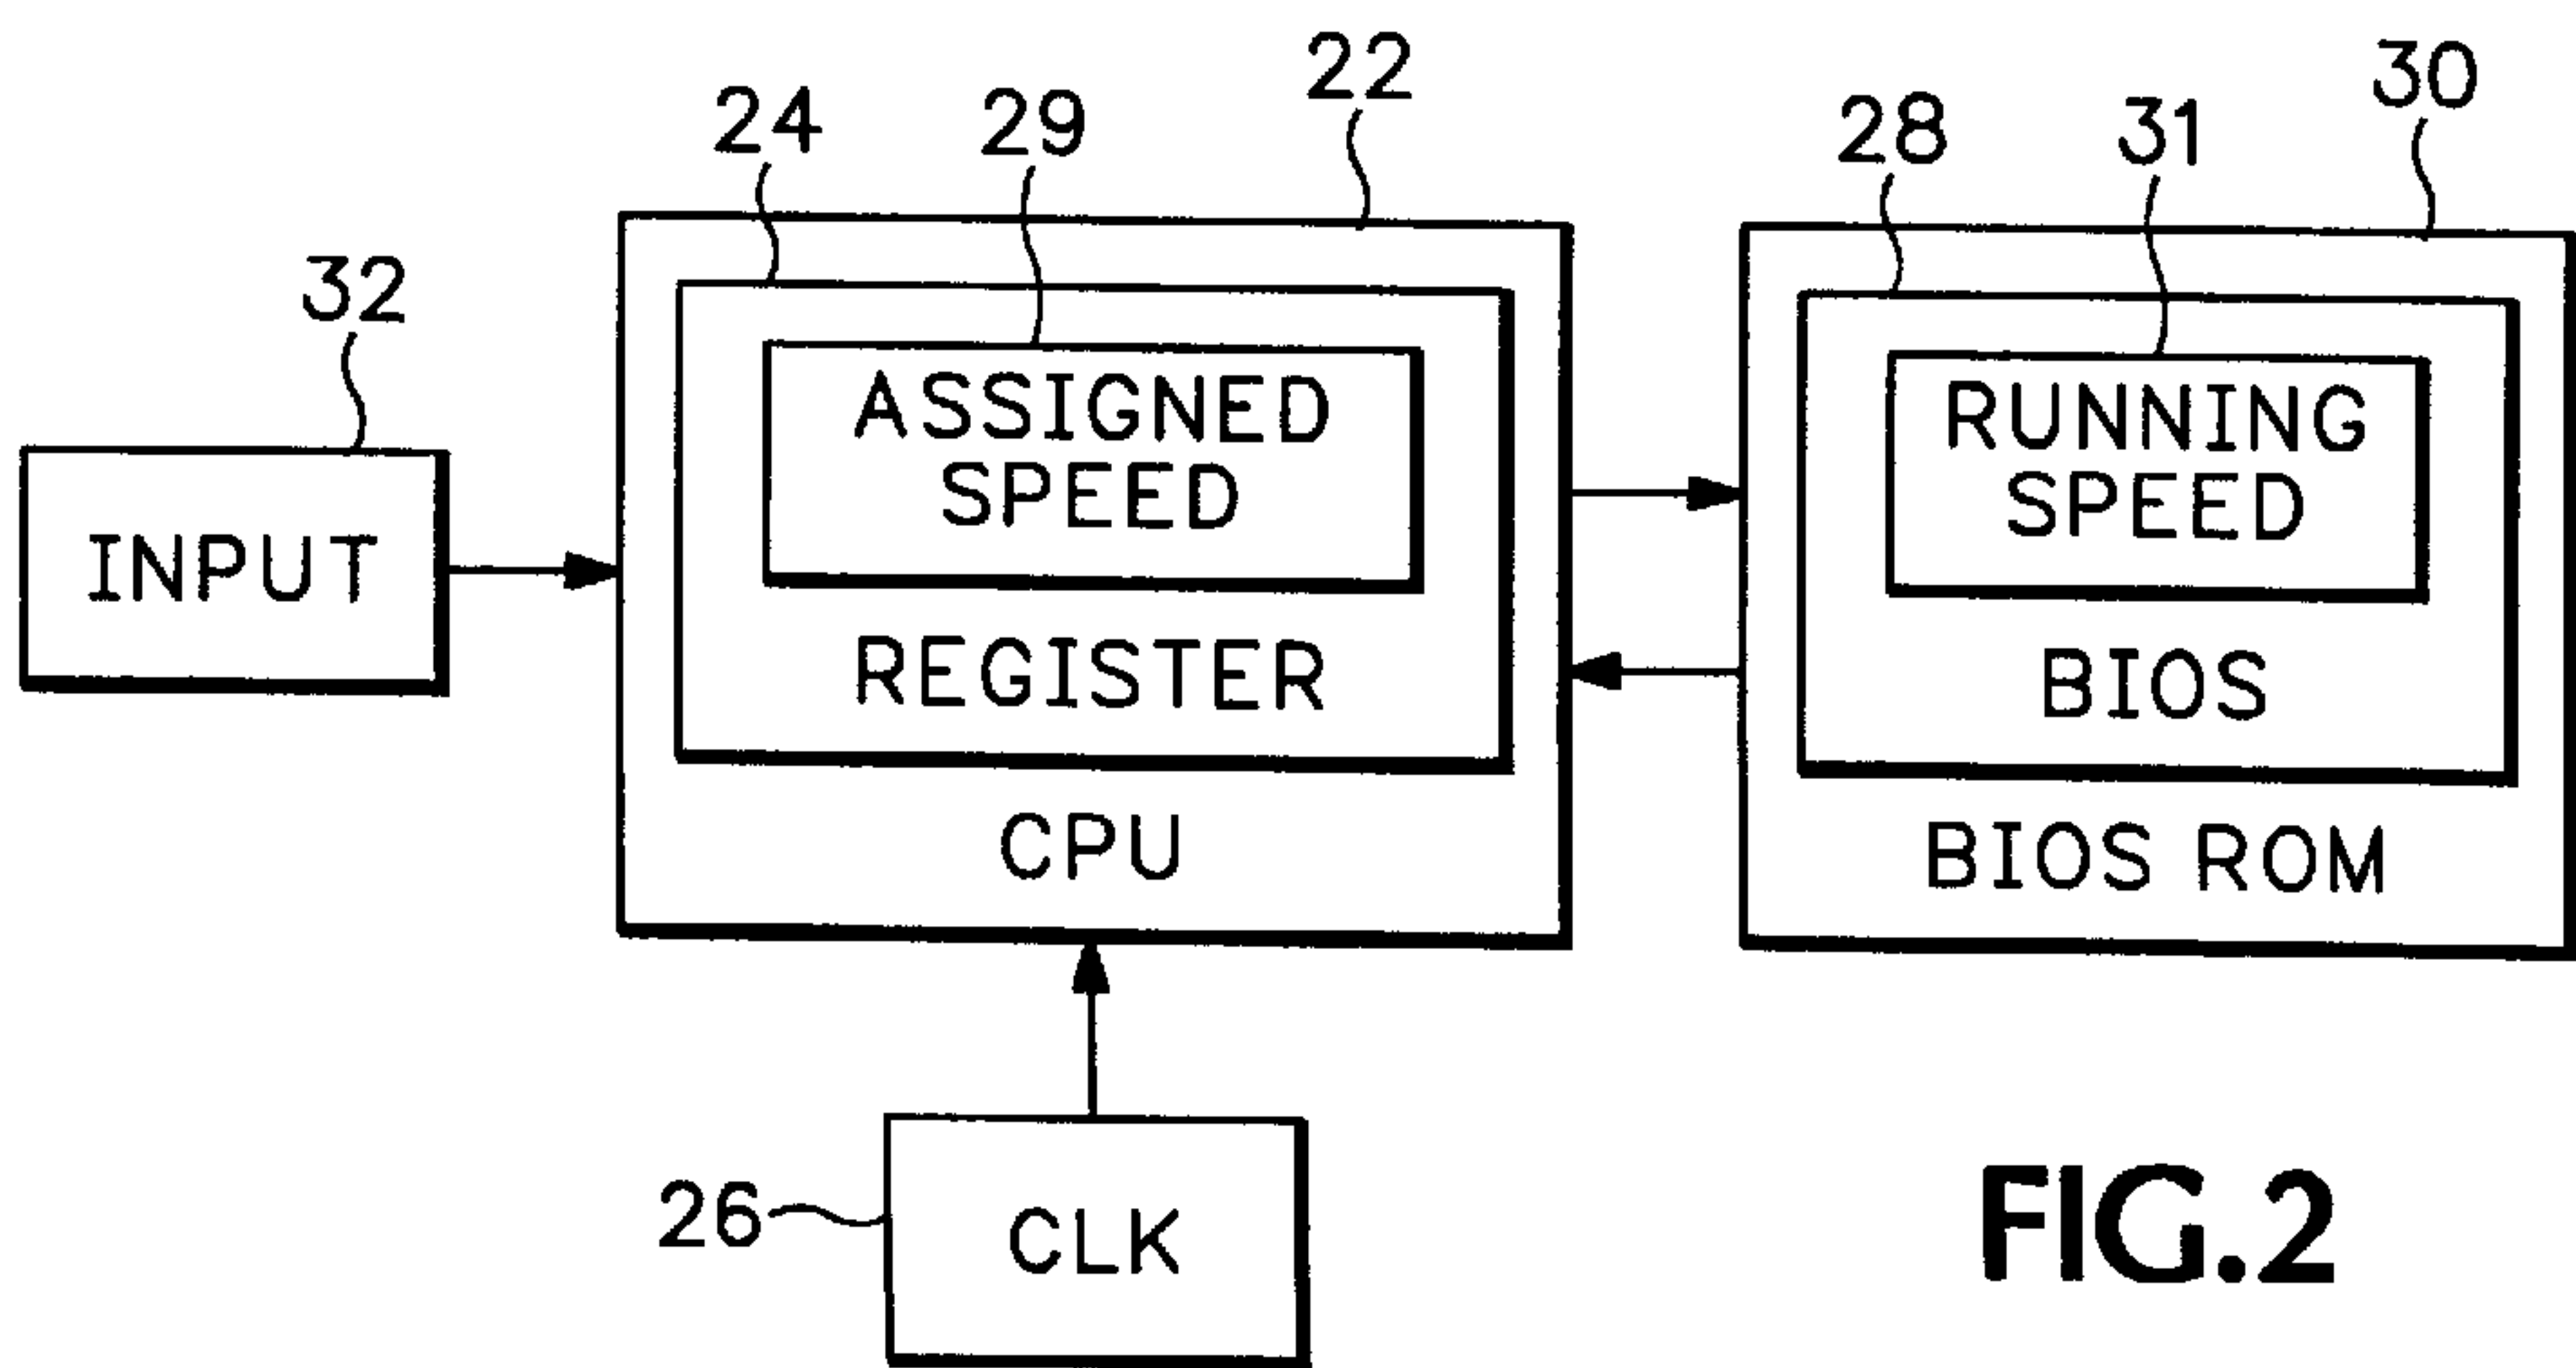 22
30
24
29
28
31
32
ASSIGNED
SPEED
RUNNING
SPEED
INPUT
REGISTER
BIOS
CPU
BIOS ROM
26
CLK
FIG.2